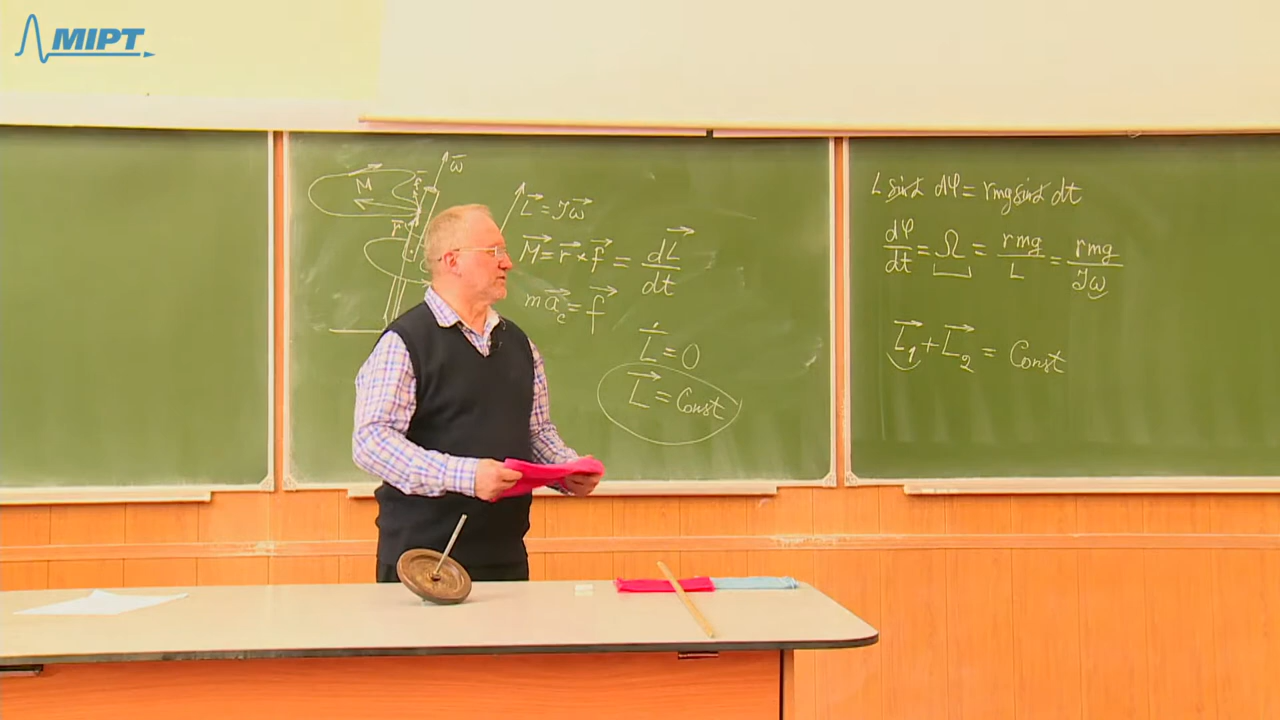 MIPT
ω⃗
M⃗
f⃗
F⃗
L⃗ = Jω⃗
M⃗ = r⃗ × f⃗ = dL⃗/dt
ma⃗c = f⃗
L̇⃗ = 0
L⃗ = Const
L sinα dφ = rmg sinα dt
dφ/dt = Ω = rmg/L = rmg/Jω
L⃗1 + L⃗2 = Const